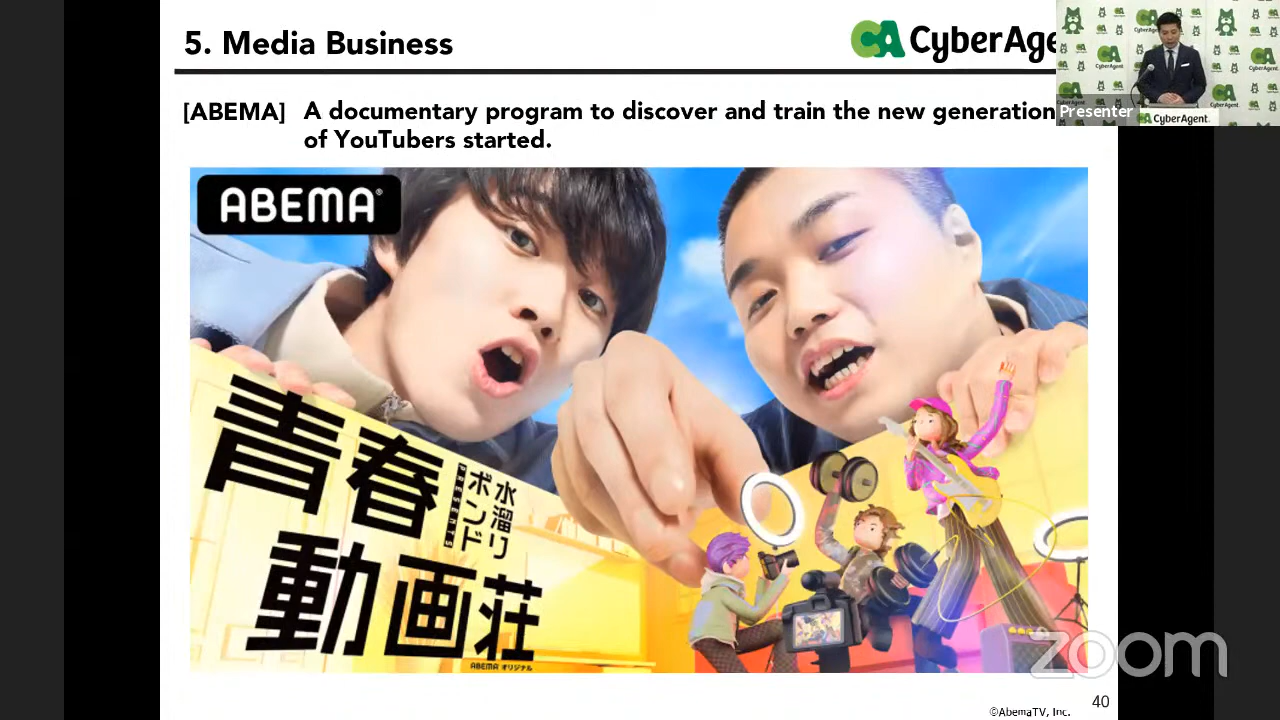 5. Media Business
CyberAge
Presenter
CyberAgent.
[ABEMA] A documentary program to discover and train the new generation
of YouTubers started.
ABEMA
青春
水溜り
ボンド
PRESENTS
動画荘
ABEMA オリジナル
zoom
©AbemaTV, Inc.
40